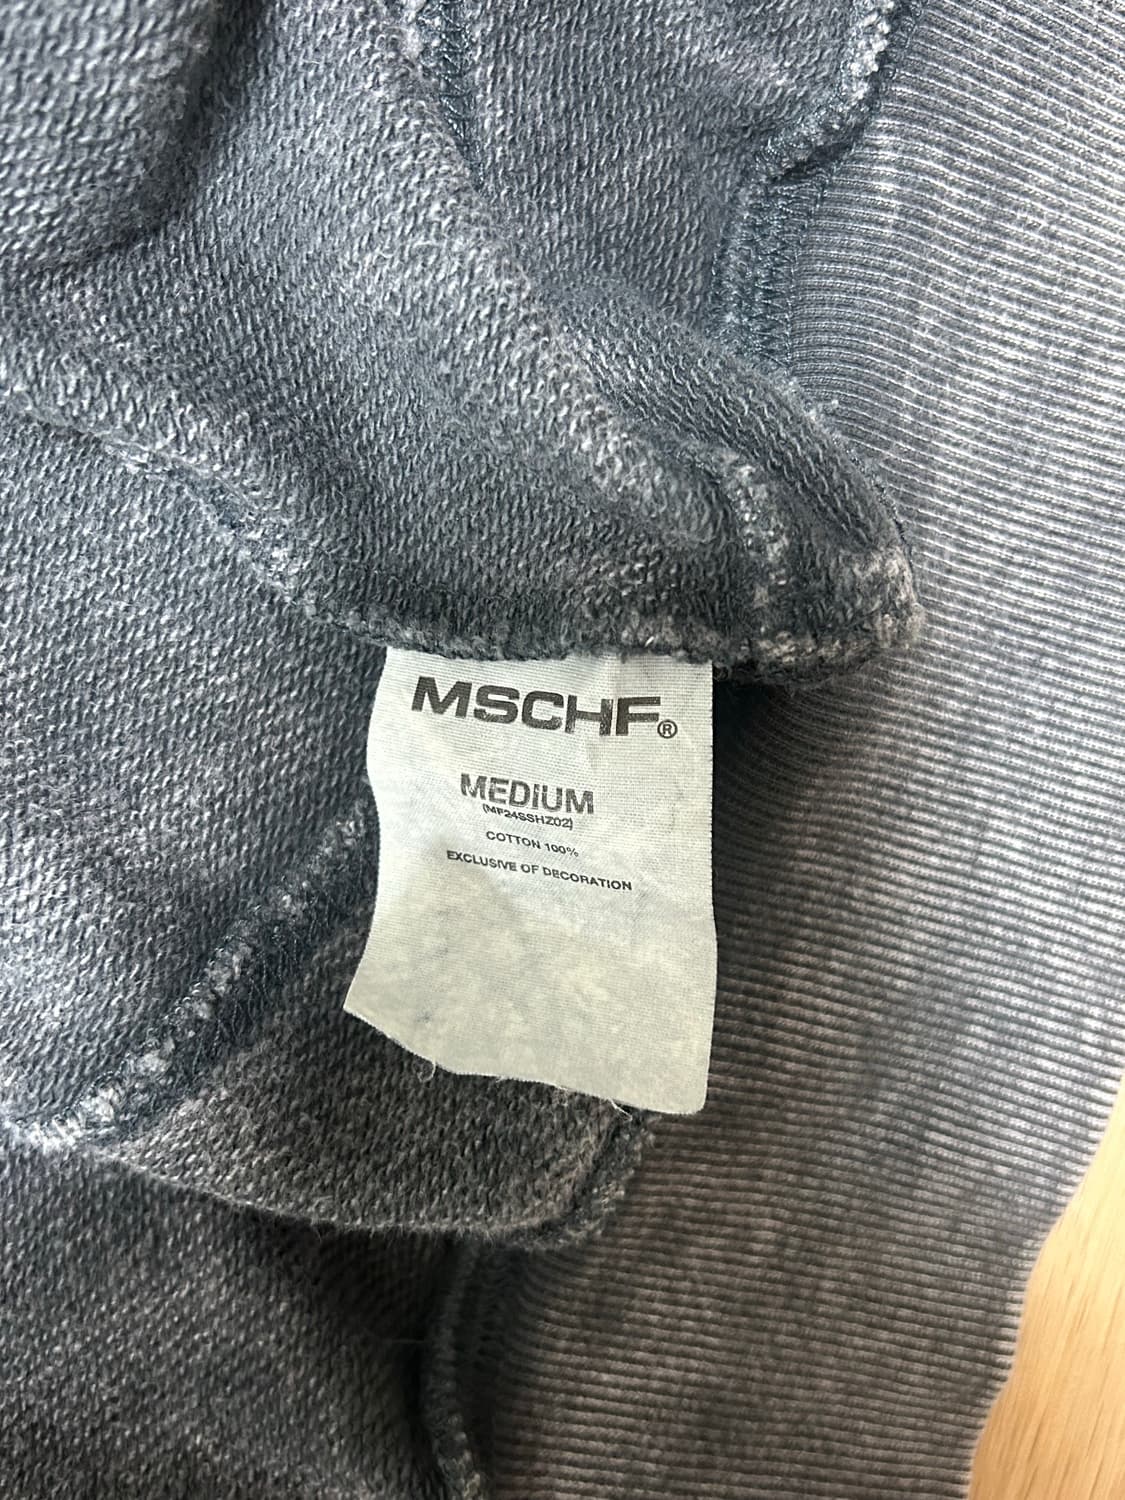 MSCHF®
MEDIUM
(MF24SSHZ02)
COTTON 100%
EXCLUSIVE OF DECORATION